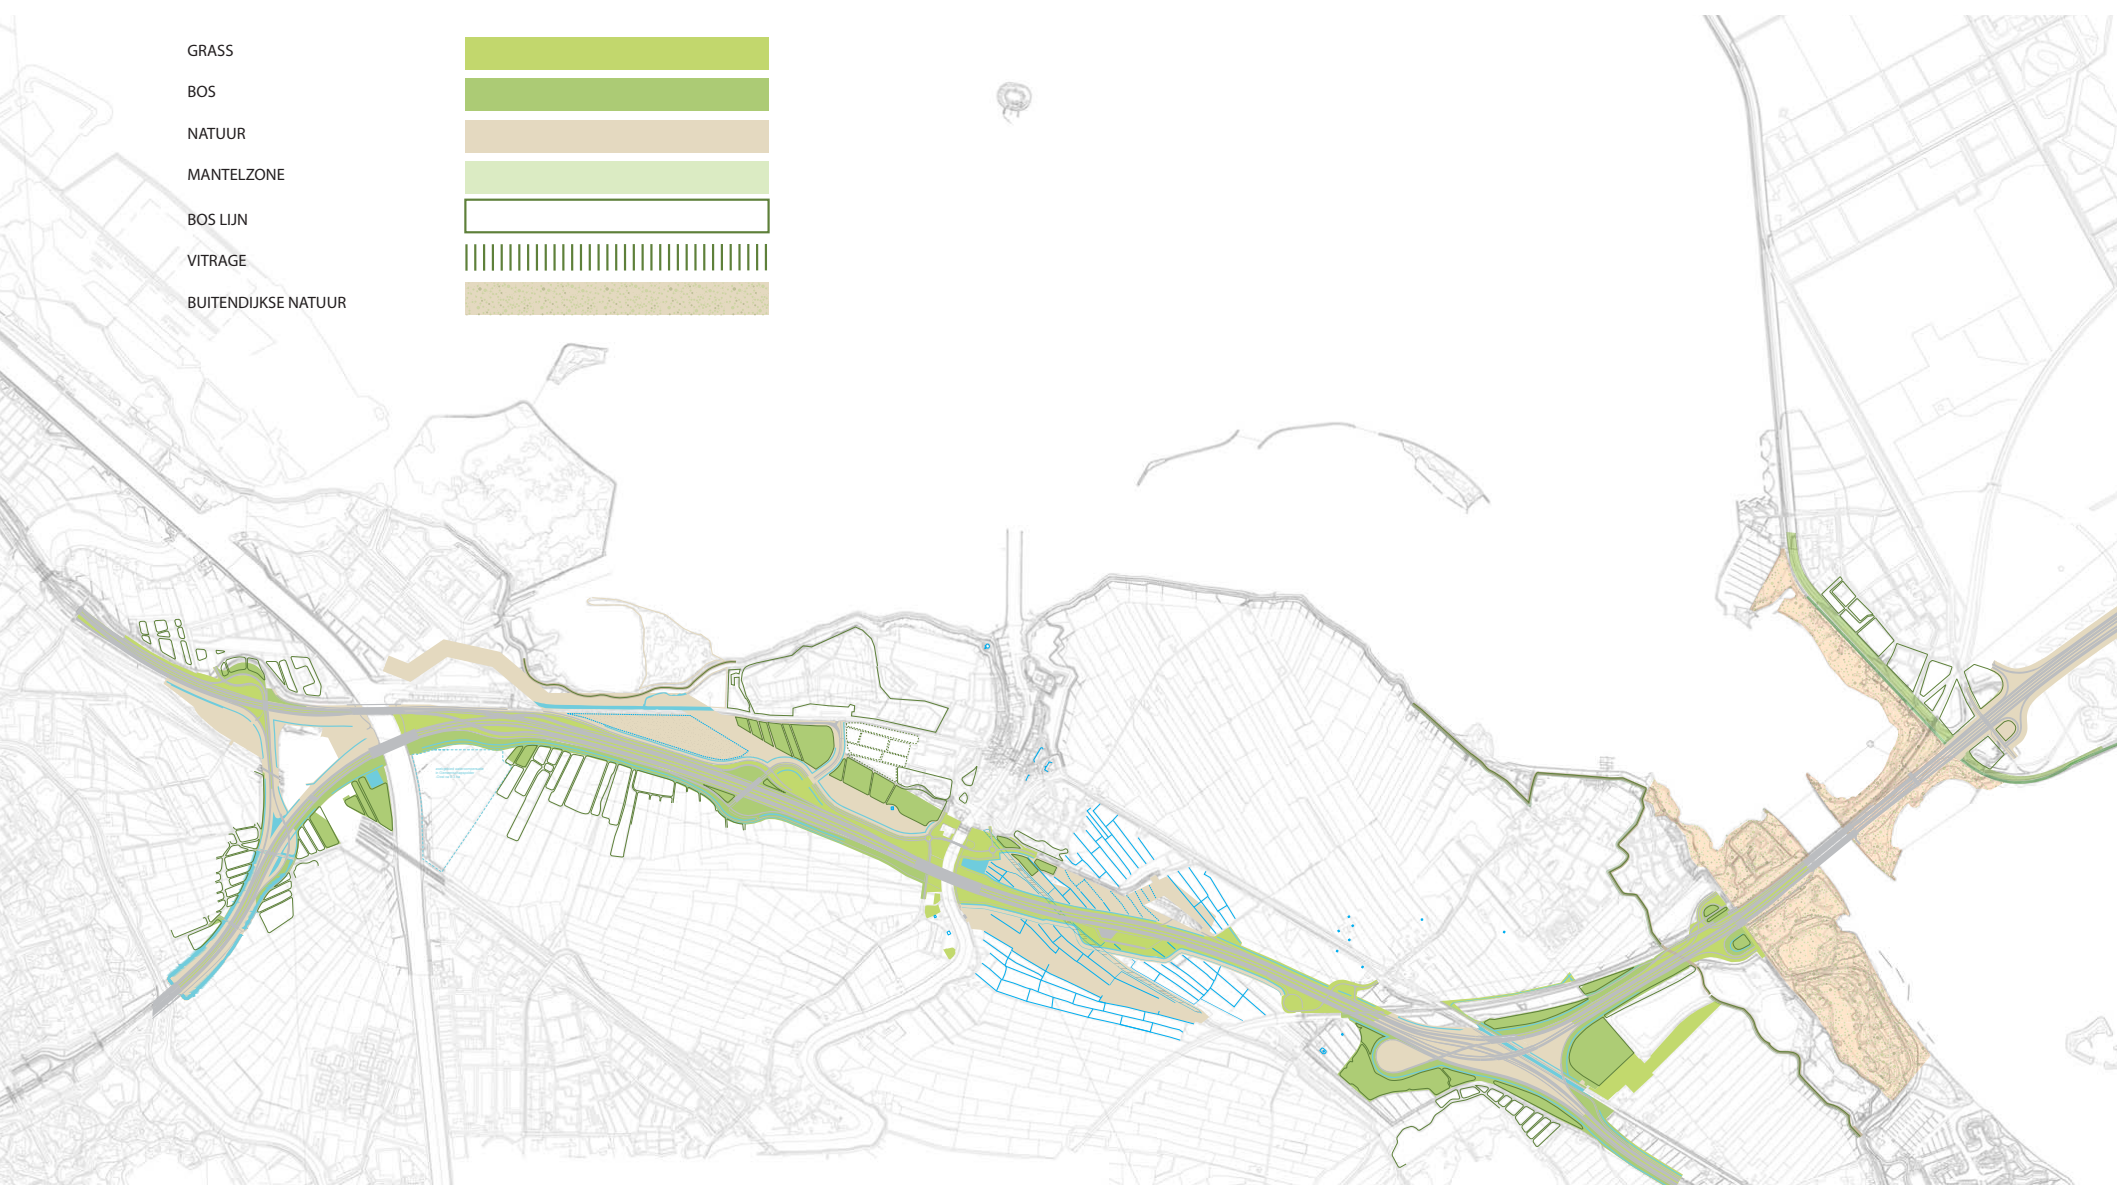 GRASS
BOS
NATUUR
MANTELZONE
BOS LIJN
VITRAGE
BUITENDIJKSE NATUUR